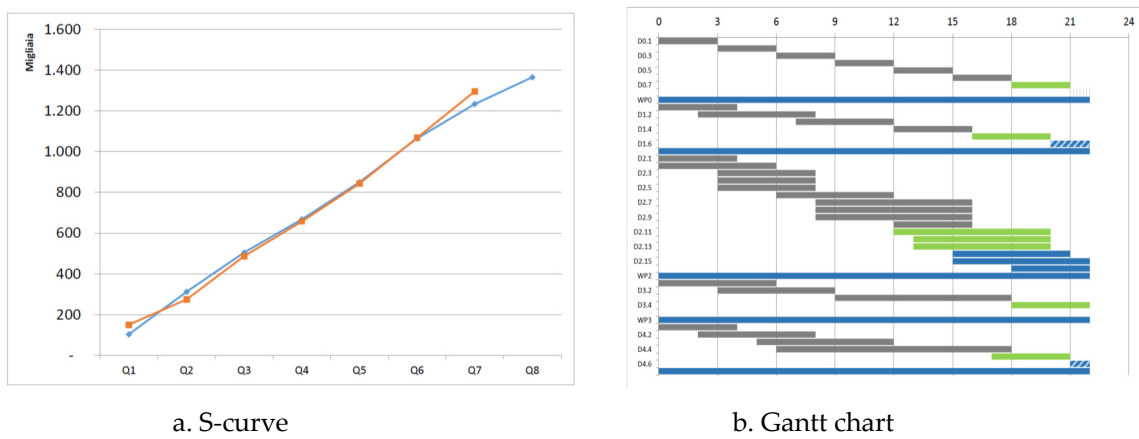 1.600
1.400
1.200
1.000
800
600
400
200
-
Migliaia
Q1 Q2 Q3 Q4 Q5 Q6 Q7 Q8
a. S-curve
0 3 6 9 12 15 18 21 24
D0.1
D0.3
D0.5
D0.7
WP0
D1.2
D1.4
D1.6
D2.1
D2.3
D2.5
D2.7
D2.9
D2.11
D2.13
D2.15
WP2
D3.2
D3.4
WP3
D4.2
D4.4
D4.6
b. Gantt chart